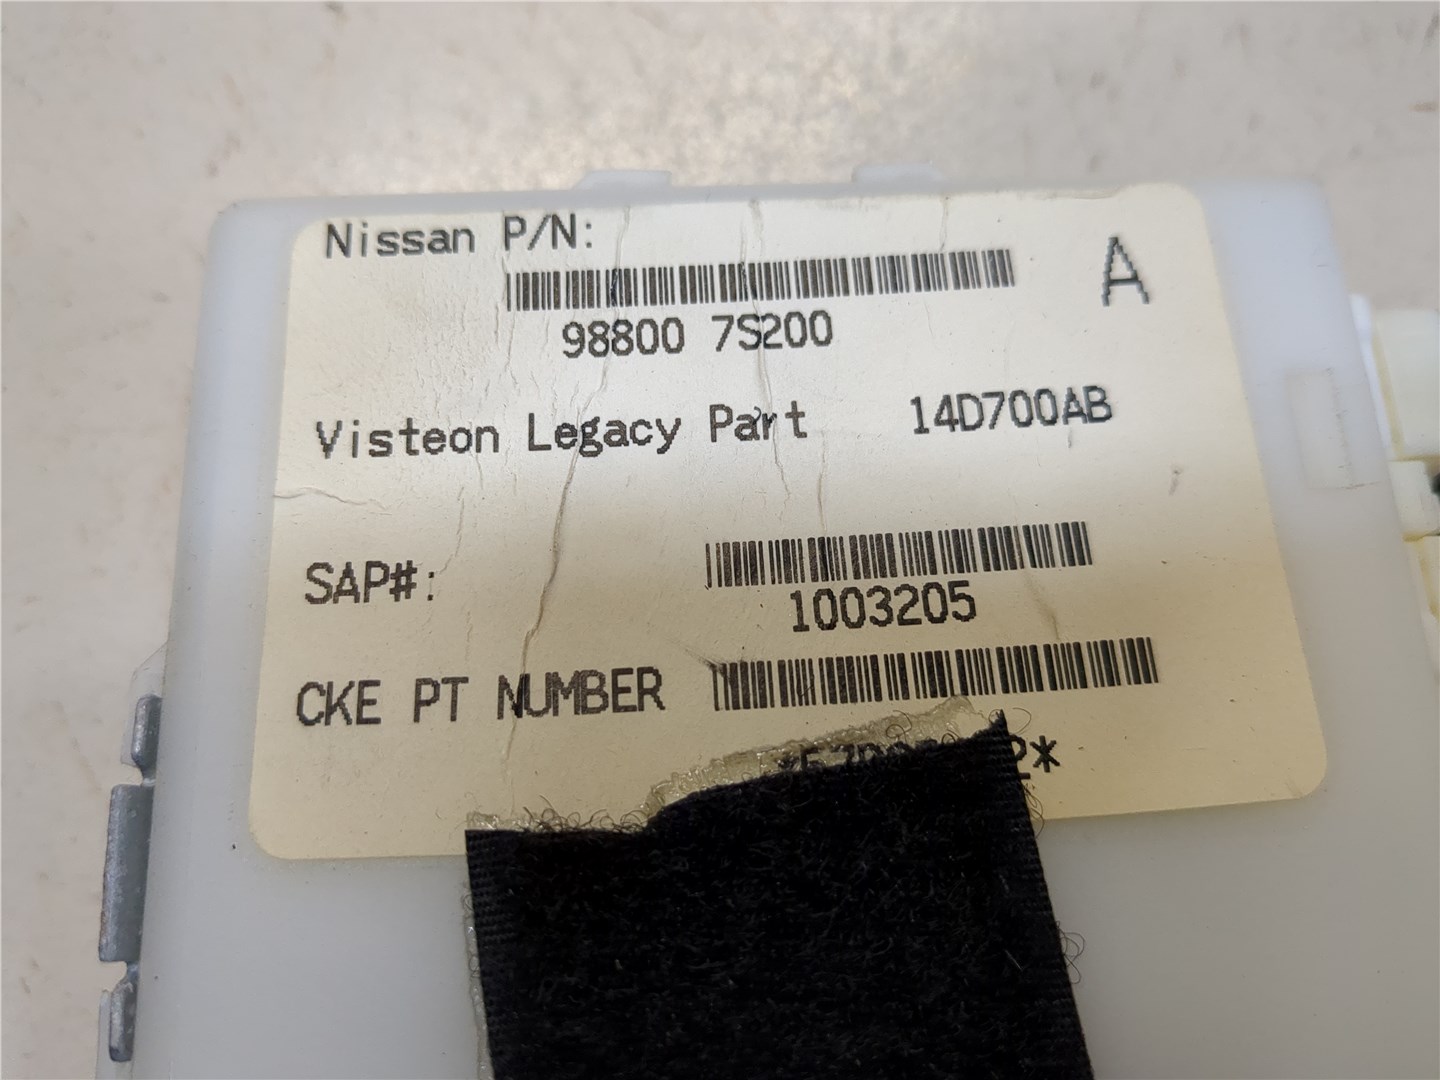 Nissan P/N:
A
98800 7S200
Visteon Legacy Part 14D700AB
SAP#:
1003205
CKE PT NUMBER